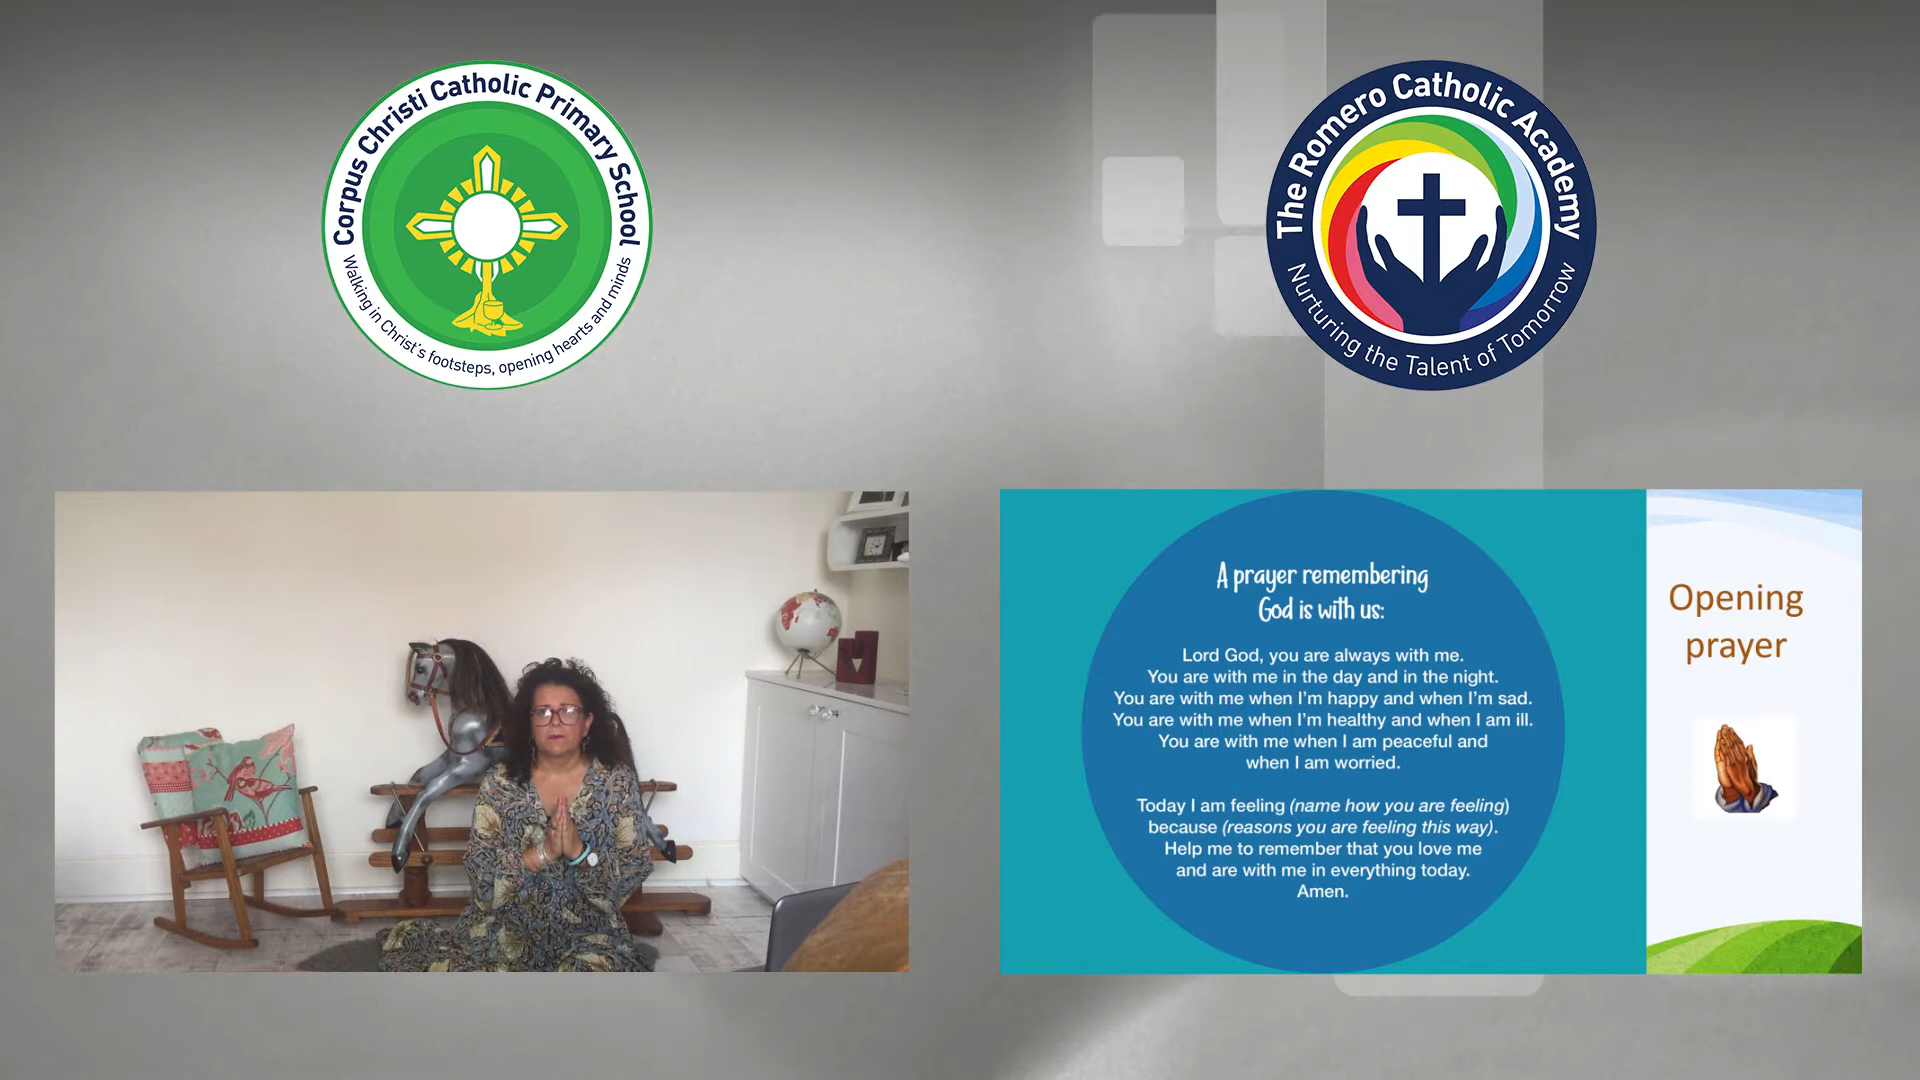 Corpus Christi Catholic Primary School
Walking in Christ's footsteps, opening hearts and minds
The Romero Catholic Academy
Nurturing the Talent of Tomorrow
A prayer remembering
God is with us:
Lord God, you are always with me.
You are with me in the day and in the night.
You are with me when I'm happy and when I'm sad.
You are with me when I'm healthy and when I am ill.
You are with me when I am peaceful and
when I am worried.
Today I am feeling (name how you are feeling)
because (reasons you are feeling this way).
Help me to remember that you love me
and are with me in everything today.
Amen.
Opening
prayer